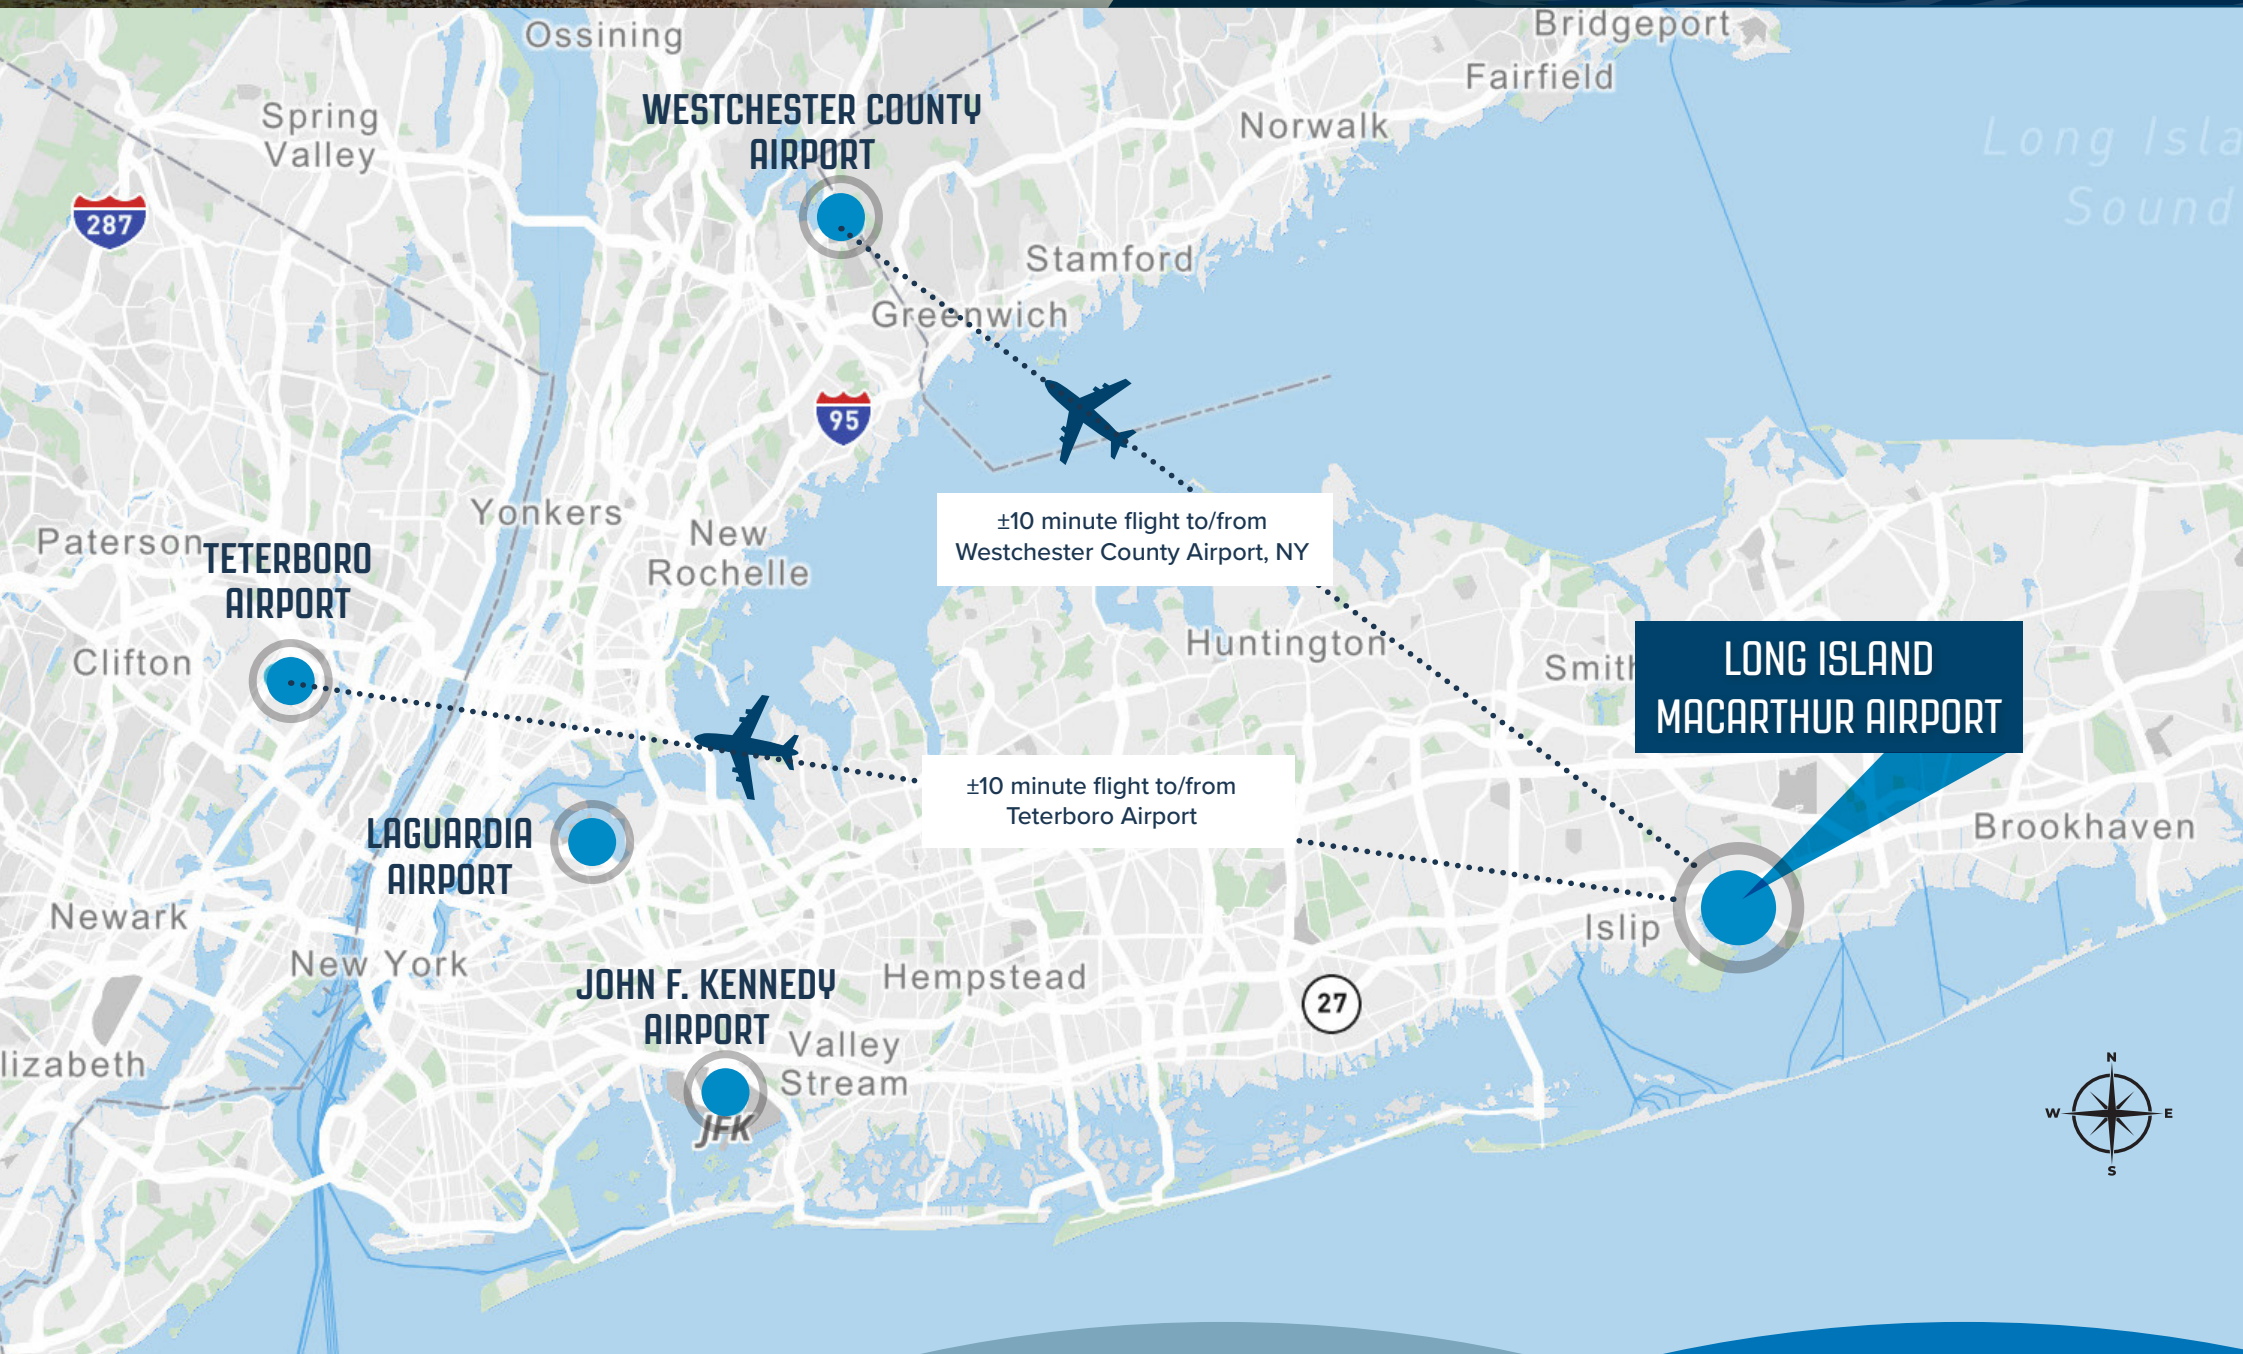 Ossining
Bridgeport
Fairfield
Spring
Valley
WESTCHESTER COUNTY
AIRPORT
Norwalk
Long Isla
Sound
287
Stamford
Greenwich
95
Yonkers
New
Rochelle
Paterson
TETERBORO
AIRPORT
±10 minute flight to/from
Westchester County Airport, NY
Clifton
Huntington
Smith
LONG ISLAND
MACARTHUR AIRPORT
±10 minute flight to/from
Teterboro Airport
LAGUARDIA
AIRPORT
Brookhaven
Newark
Islip
New York
JOHN F. KENNEDY
AIRPORT
Hempstead
27
Valley
Stream
JFK
lizabeth
N
W
E
S